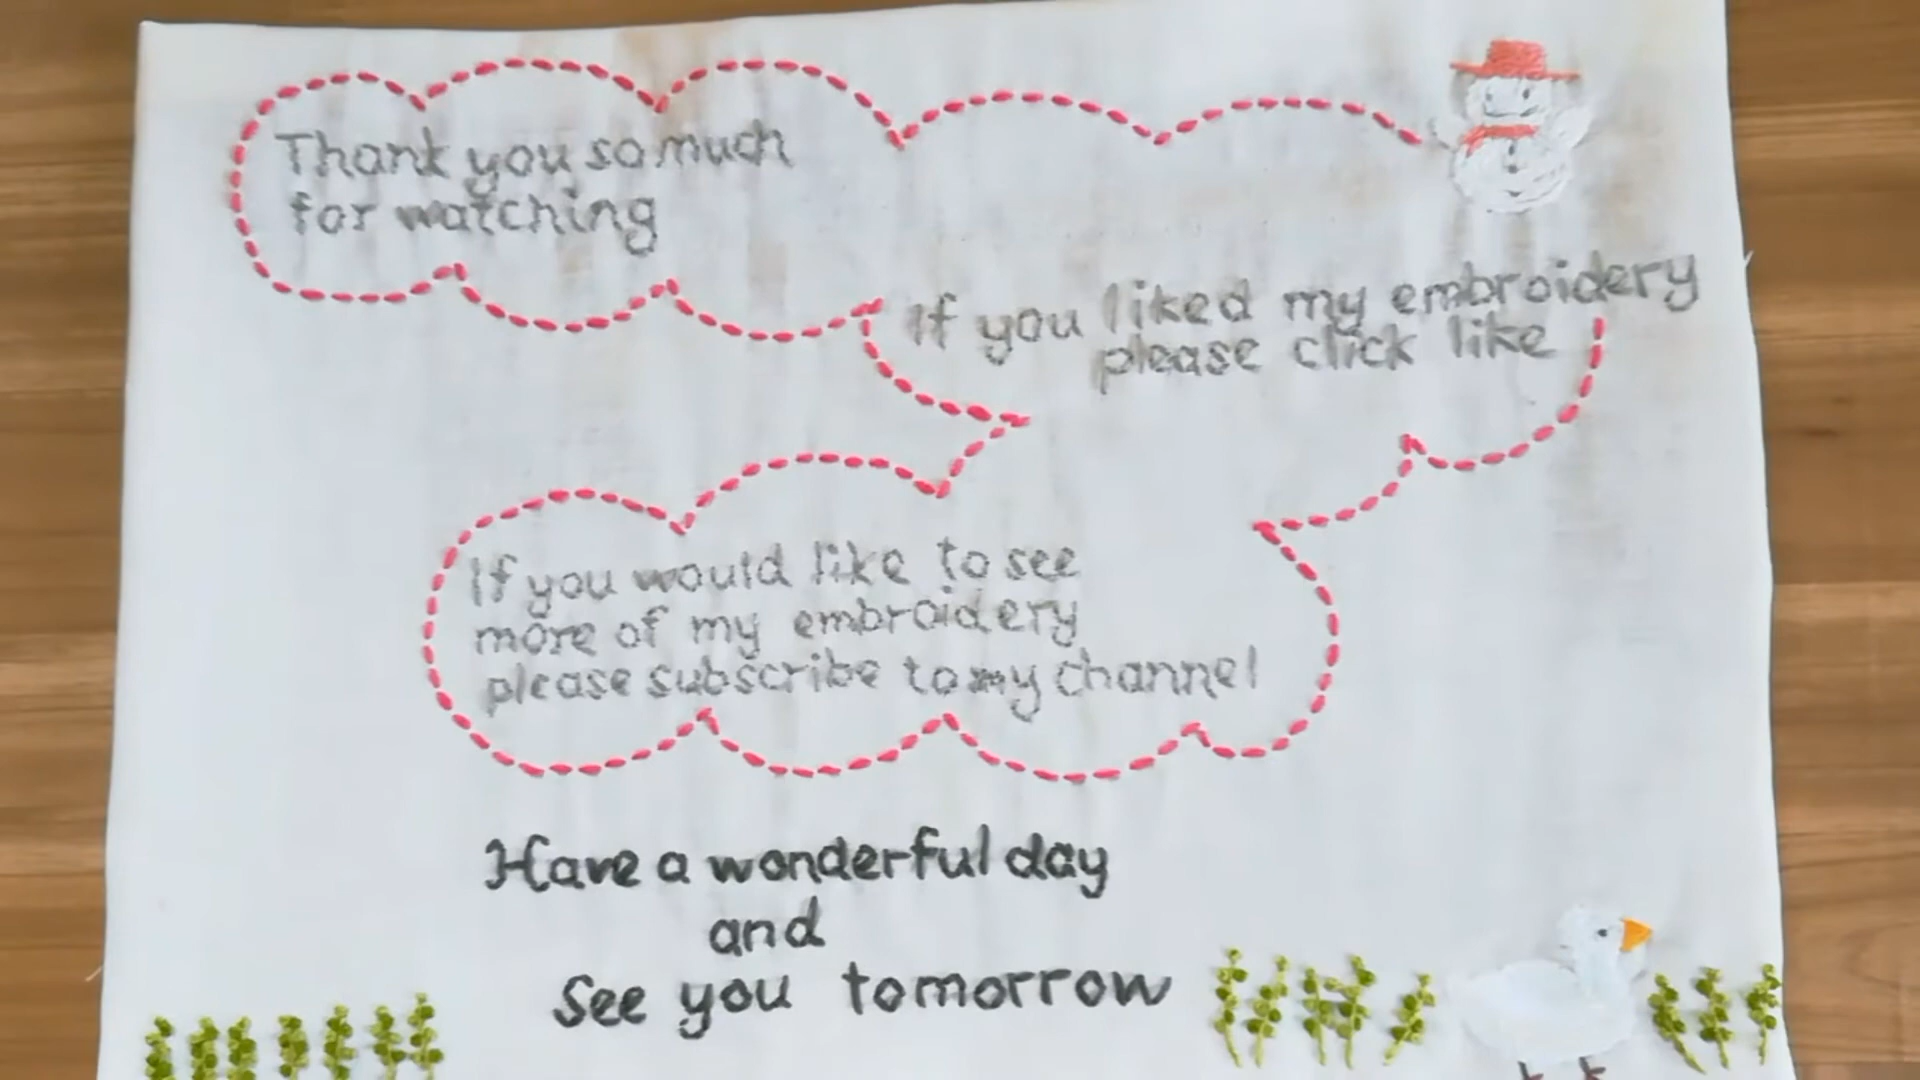 Thank you so much
for watching
If you liked my embroidery
please click like
If you would like to see
more of my embroidery
please subscribe to my channel
Have a wonderful day
and
See you tomorrow